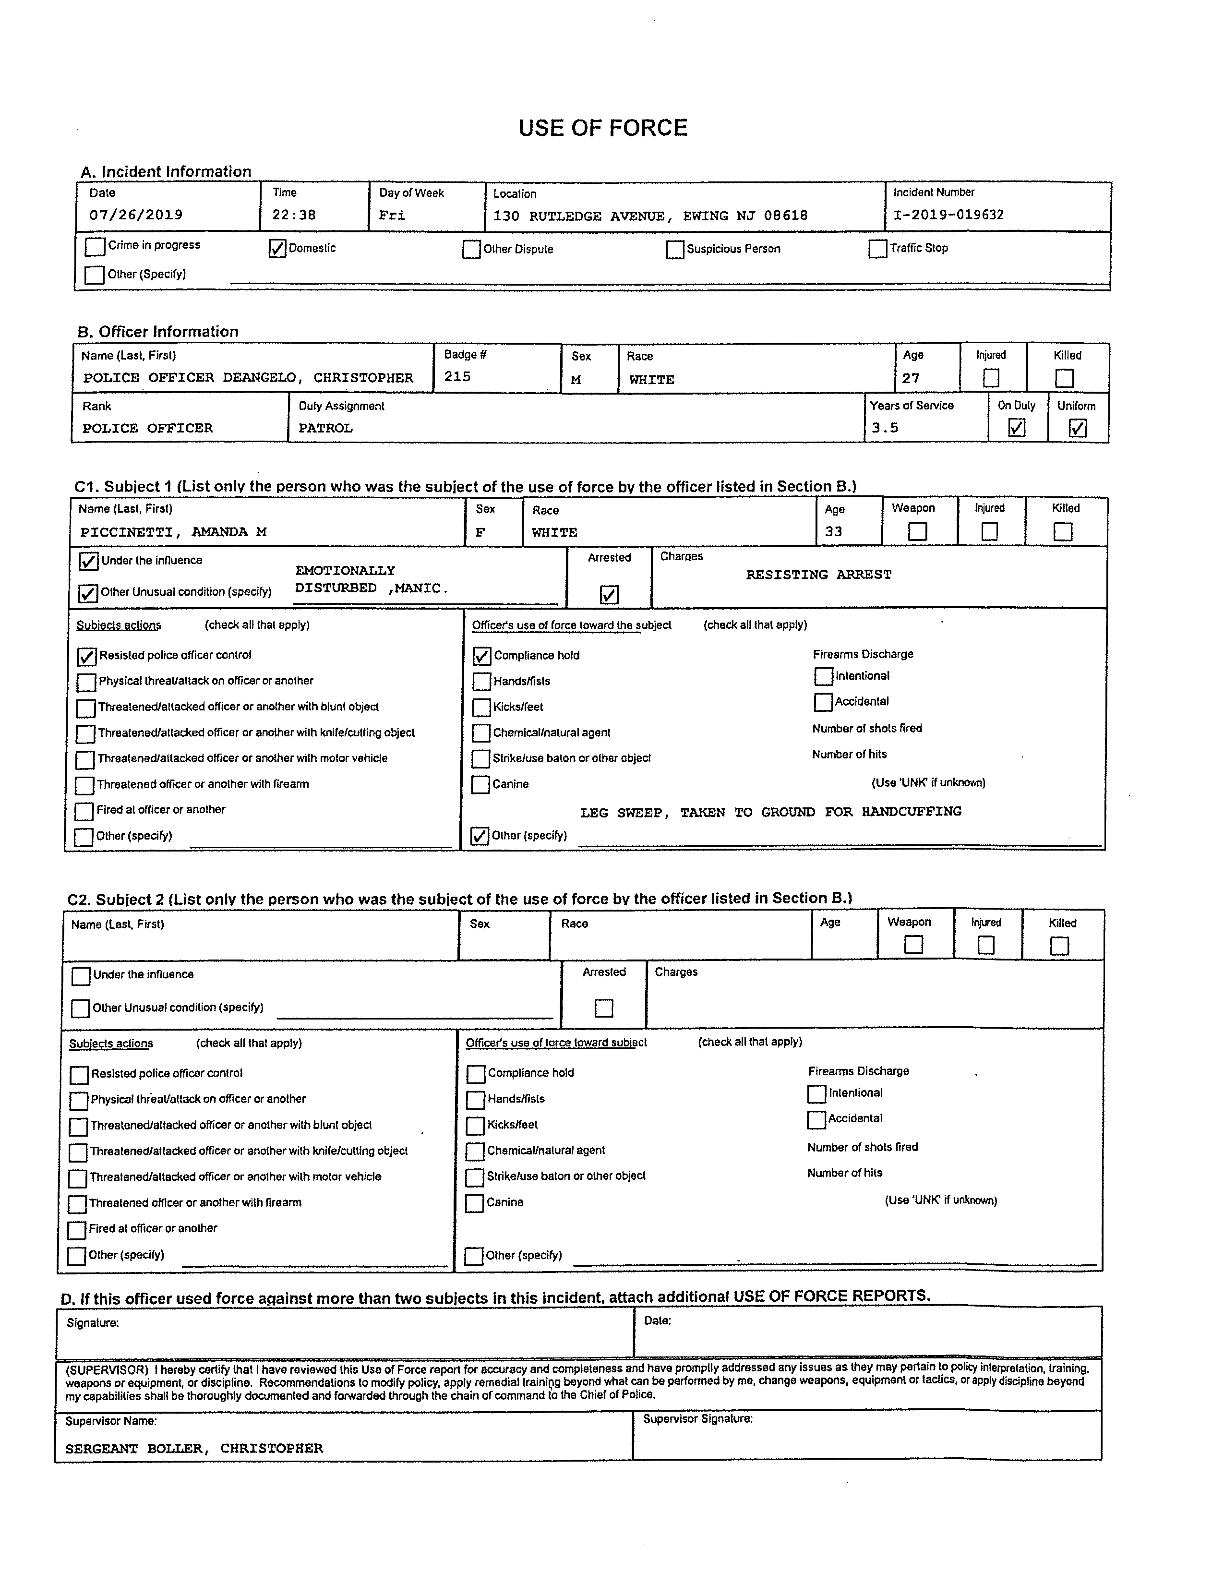 USE OF FORCE
A. Incident Information
Date Time Day of Week Location Incident Number
07/26/2019 22:38 Fri 130 RUTLEDGE AVENUE, EWING NJ 08618 I-2019-019632
☐ Crime in progress ☑ Domestic ☐ Other Dispute ☐ Suspicious Person ☐ Traffic Stop
☐ Other (Specify)
B. Officer Information
Name (Last, First) Badge # Sex Race Age Injured Killed
POLICE OFFICER DEANGELO, CHRISTOPHER 215 M WHITE 27 ☐ ☐
Rank Duty Assignment Years of Service On Duty Uniform
POLICE OFFICER PATROL 3.5 ☑ ☑
C1. Subject 1 (List only the person who was the subject of the use of force by the officer listed in Section B.)
Name (Last, First) Sex Race Age Weapon Injured Killed
PICCINETTI, AMANDA M F WHITE 33 ☐ ☐ ☐
☑ Under the influence Arrested Charges
EMOTIONALLY RESISTING ARREST
☑ Other Unusual condition (specify) DISTURBED ,MANIC. ☑
Subjects actions (check all that apply) Officer's use of force toward the subject (check all that apply)
☑ Resisted police officer control ☑ Compliance hold Firearms Discharge
☐ Physical threat/attack on officer or another ☐ Hands/fists ☐ Intentional
☐ Threatened/attacked officer or another with blunt object ☐ Kicks/feet ☐ Accidental
☐ Threatened/attacked officer or another with knife/cutting object ☐ Chemical/natural agent Number of shots fired
☐ Threatened/attacked officer or another with motor vehicle ☐ Strike/use baton or other object Number of hits
☐ Threatened officer or another with firearm ☐ Canine (Use 'UNK' if unknown)
☐ Fired at officer or another LEG SWEEP, TAKEN TO GROUND FOR HANDCUFFING
☐ Other (specify) ☑ Other (specify)
C2. Subject 2 (List only the person who was the subject of the use of force by the officer listed in Section B.)
Name (Last, First) Sex Race Age Weapon Injured Killed
☐ ☐ ☐
☐ Under the influence Arrested Charges
☐ Other Unusual condition (specify) ☐
Subjects actions (check all that apply) Officer's use of force toward subject (check all that apply)
☐ Resisted police officer control ☐ Compliance hold Firearms Discharge
☐ Physical threat/attack on officer or another ☐ Hands/fists ☐ Intentional
☐ Threatened/attacked officer or another with blunt object ☐ Kicks/feet ☐ Accidental
☐ Threatened/attacked officer or another with knife/cutting object ☐ Chemical/natural agent Number of shots fired
☐ Threatened/attacked officer or another with motor vehicle ☐ Strike/use baton or other object Number of hits
☐ Threatened officer or another with firearm ☐ Canine (Use 'UNK' if unknown)
☐ Fired at officer or another
☐ Other (specify) ☐ Other (specify)
D. If this officer used force against more than two subjects in this incident, attach additional USE OF FORCE REPORTS.
Signature: Date:
(SUPERVISOR) I hereby certify that I have reviewed this Use of Force report for accuracy and completeness and have promptly addressed any issues as they may pertain to policy interpretation, training,
weapons or equipment, or discipline. Recommendations to modify policy, apply remedial training beyond what can be performed by me, change weapons, equipment or tactics, or apply discipline beyond
my capabilities shall be thoroughly documented and forwarded through the chain of command to the Chief of Police.
Supervisor Name: Supervisor Signature:
SERGEANT BOLLER, CHRISTOPHER